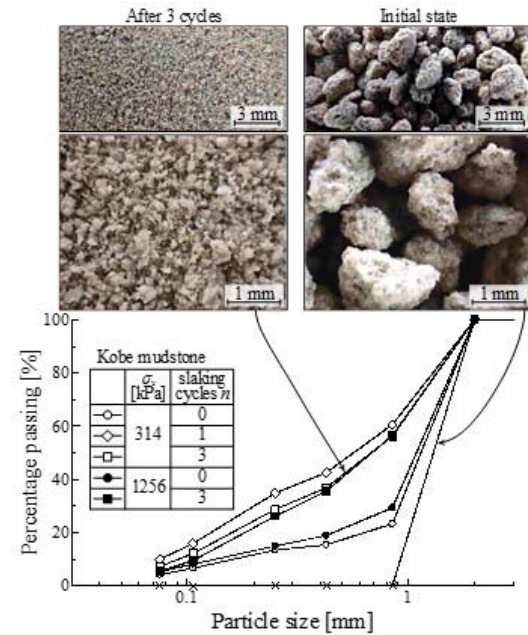 After 3 cycles
Initial state
3 mm
3 mm
1 mm
1 mm
Percentage passing [%]
100
80
60
40
20
0
Kobe mudstone
σv [kPa] slaking cycles n
314 0
1
3
1256 0
3
0.1 1
Particle size [mm]